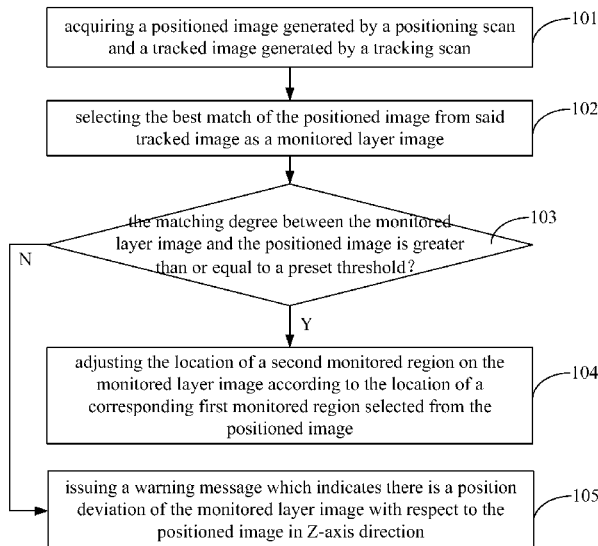 acquiring a positioned image generated by a positioning scan
and a tracked image generated by a tracking scan
101
selecting the best match of the positioned image from said
tracked image as a monitored layer image
102
the matching degree between the monitored
layer image and the positioned image is greater
than or equal to a preset threshold?
103
N
Y
adjusting the location of a second monitored region on the
monitored layer image according to the location of a
corresponding first monitored region selected from the
positioned image
104
issuing a warning message which indicates there is a position
deviation of the monitored layer image with respect to the
positioned image in Z-axis direction
105